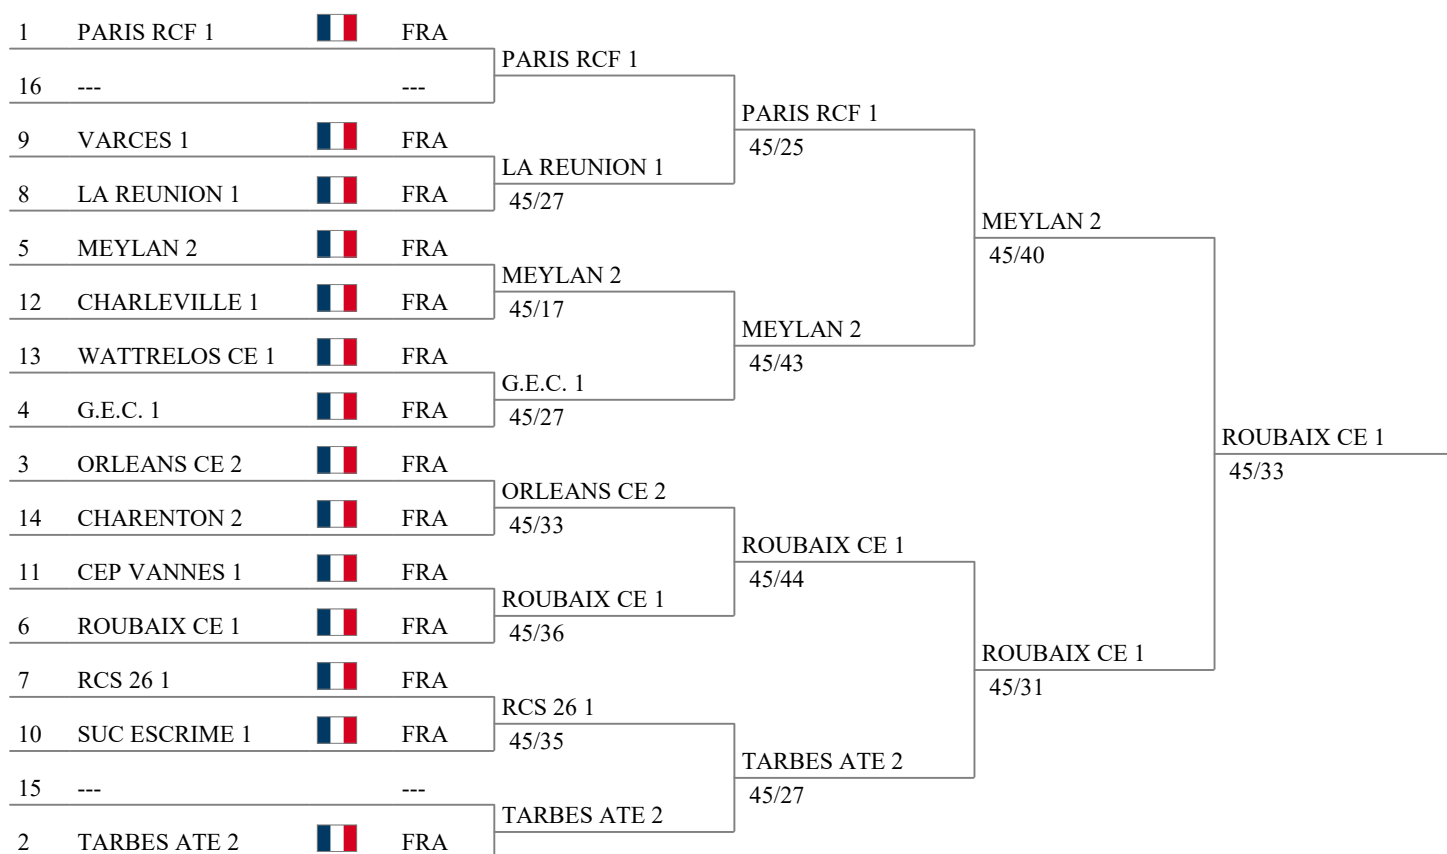 1 PARIS RCF 1 FRA
16 --- ---
9 VARCES 1 FRA
8 LA REUNION 1 FRA
5 MEYLAN 2 FRA
12 CHARLEVILLE 1 FRA
13 WATTRELOS CE 1 FRA
4 G.E.C. 1 FRA
3 ORLEANS CE 2 FRA
14 CHARENTON 2 FRA
11 CEP VANNES 1 FRA
6 ROUBAIX CE 1 FRA
7 RCS 26 1 FRA
10 SUC ESCRIME 1 FRA
15 --- ---
2 TARBES ATE 2 FRA
PARIS RCF 1
LA REUNION 1
45/27
MEYLAN 2
45/17
G.E.C. 1
45/27
ORLEANS CE 2
45/33
ROUBAIX CE 1
45/36
RCS 26 1
45/35
TARBES ATE 2
PARIS RCF 1
45/25
MEYLAN 2
45/43
ROUBAIX CE 1
45/44
TARBES ATE 2
45/27
MEYLAN 2
45/40
ROUBAIX CE 1
45/31
ROUBAIX CE 1
45/33